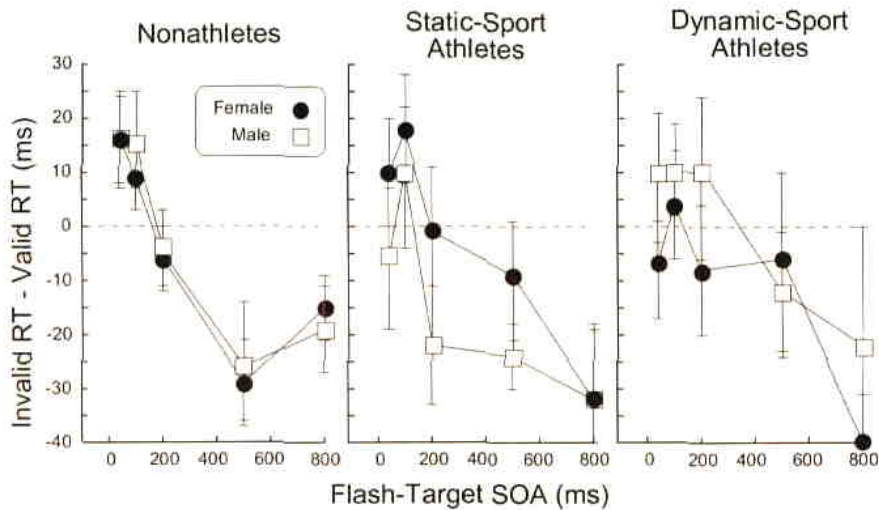 Nonathletes
Static-Sport
Athletes
Dynamic-Sport
Athletes
Female
Male
Invalid RT - Valid RT (ms)
30
20
10
0
-10
-20
-30
-40
0 200 400 600 800
0 200 400 600 800
0 200 400 600 800
Flash-Target SOA (ms)